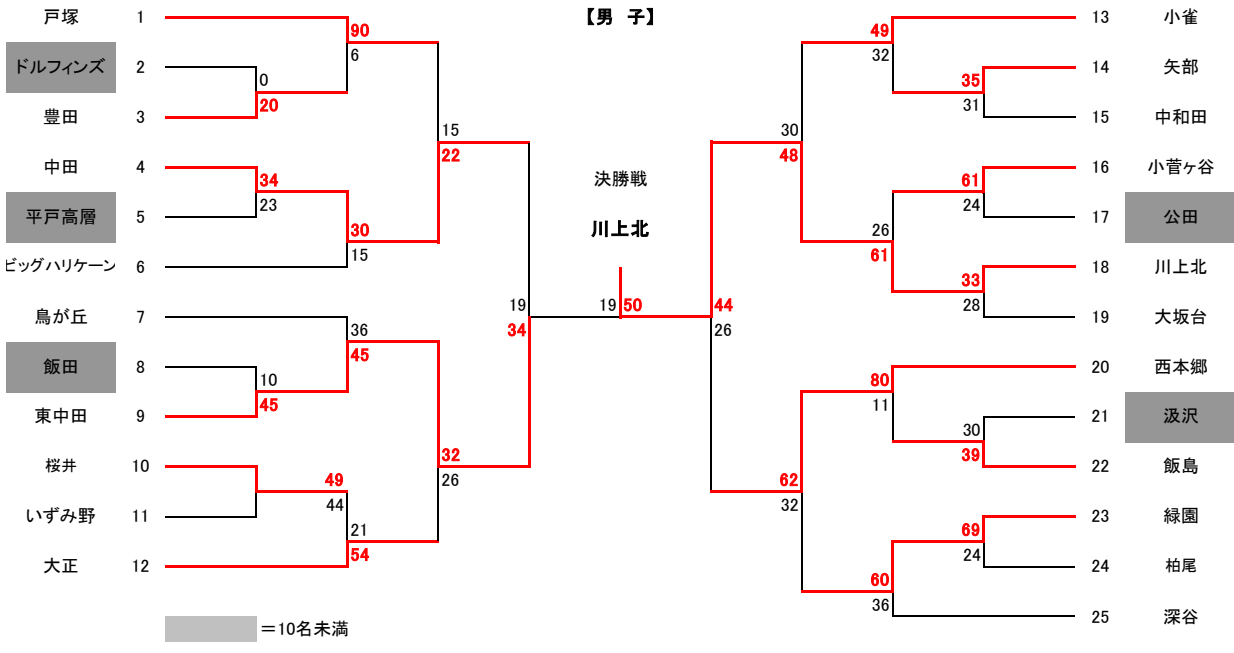 【男 子】
戸塚 1
ドルフィンズ 2
豊田 3
中田 4
平戸高層 5
ビッグハリケーン 6
鳥が丘 7
飯田 8
東中田 9
桜井 10
いずみ野 11
大正 12
90
6
0
20
34
23
30
15
15
22
36
45
10
45
49
44
21
54
32
26
19
34
決勝戦
川上北
19 50
44
26
30
48
62
32
49
32
35
31
61
24
26
61
33
28
80
11
30
39
69
24
60
36
13 小雀
14 矢部
15 中和田
16 小菅ヶ谷
17 公田
18 川上北
19 大坂台
20 西本郷
21 汲沢
22 飯島
23 緑園
24 柏尾
25 深谷
＝10名未満